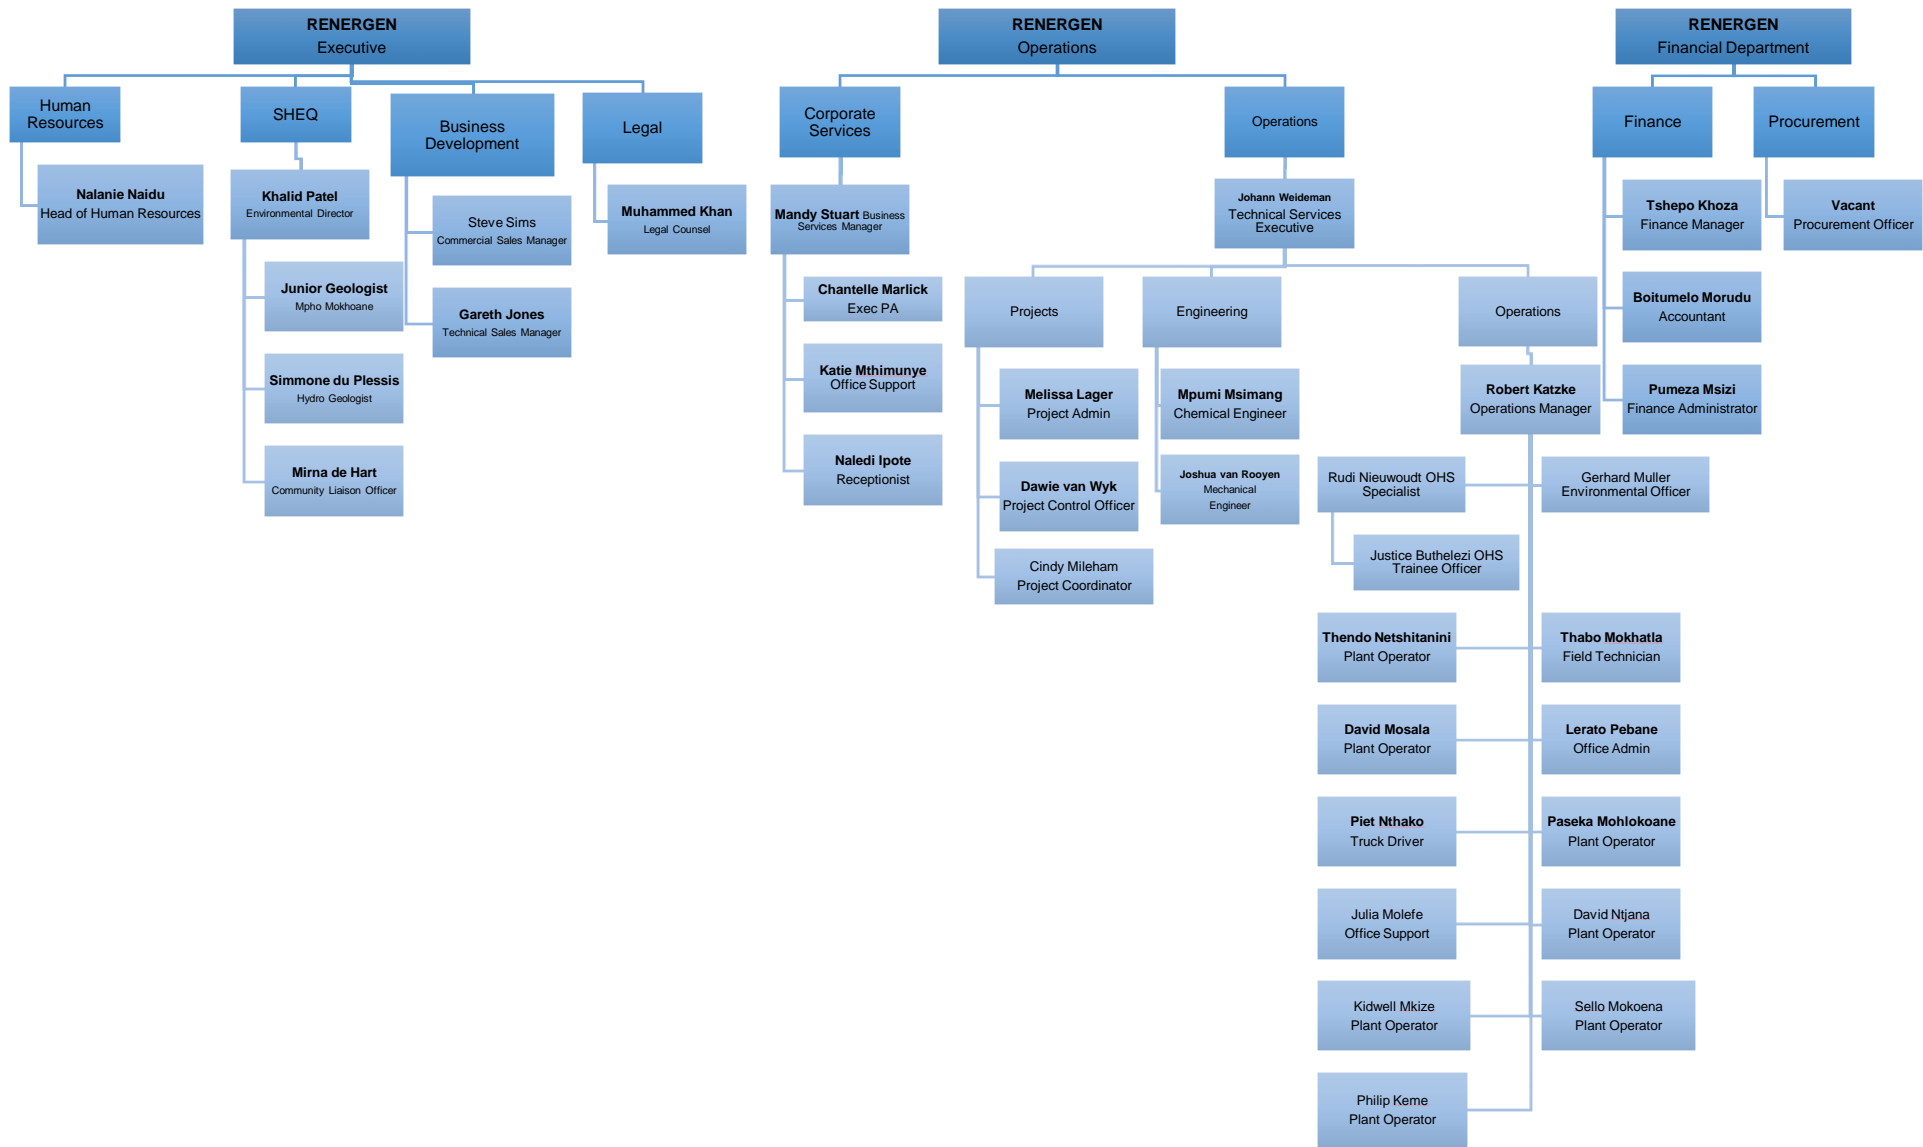 RENERGEN
Executive
Human
Resources
Nalanie Naidu
Head of Human Resources
SHEQ
Khalid Patel
Environmental Director
Junior Geologist
Mpho Mokhoane
Simmone du Plessis
Hydro Geologist
Mirna de Hart
Community Liaison Officer
Business
Development
Steve Sims
Commercial Sales Manager
Gareth Jones
Technical Sales Manager
Legal
Muhammed Khan
Legal Counsel
RENERGEN
Operations
Corporate
Services
Mandy Stuart Business
Services Manager
Chantelle Marlick
Exec PA
Katie Mthimunye
Office Support
Naledi Ipote
Receptionist
Operations
Johann Weideman
Technical Services
Executive
Projects
Melissa Lager
Project Admin
Dawie van Wyk
Project Control Officer
Cindy Mileham
Project Coordinator
Engineering
Mpumi Msimang
Chemical Engineer
Joshua van Rooyen
Mechanical
Engineer
Operations
Robert Katzke
Operations Manager
Rudi Nieuwoudt OHS
Specialist
Gerhard Muller
Environmental Officer
Justice Buthelezi OHS
Trainee Officer
Thendo Netshitanini
Plant Operator
Thabo Mokhatla
Field Technician
David Mosala
Plant Operator
Lerato Pebane
Office Admin
Piet Nthako
Truck Driver
Paseka Mohlokoane
Plant Operator
Julia Molefe
Office Support
David Ntjana
Plant Operator
Kidwell Mkize
Plant Operator
Sello Mokoena
Plant Operator
Philip Keme
Plant Operator
RENERGEN
Financial Department
Finance
Tshepo Khoza
Finance Manager
Boitumelo Morudu
Accountant
Pumeza Msizi
Finance Administrator
Procurement
Vacant
Procurement Officer